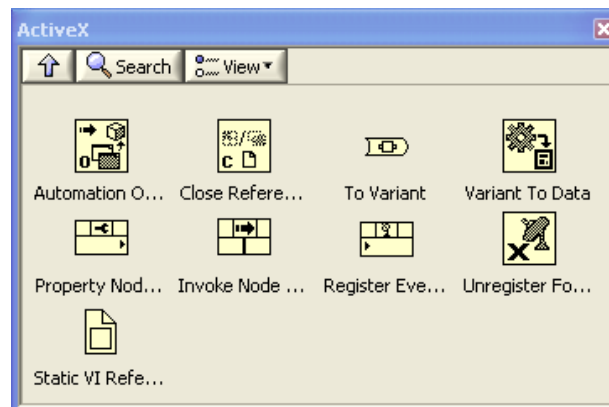 ActiveX
Search View
Automation O... Close Refere... To Variant Variant To Data
Property Nod... Invoke Node ... Register Eve... Unregister Fo...
Static VI Refe...